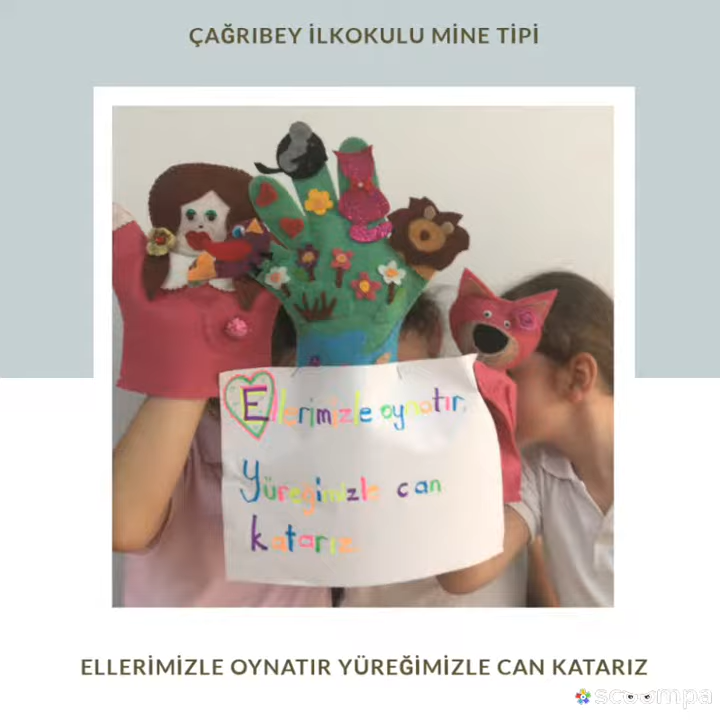 ÇAĞRIBEY İLKOKULU MİNE TİPİ
Ellerimizle oynatır,
Yüreğimizle can
katarız.
ELLERİMİZLE OYNATIR YÜREĞİMİZLE CAN KATARIZ
scoompa